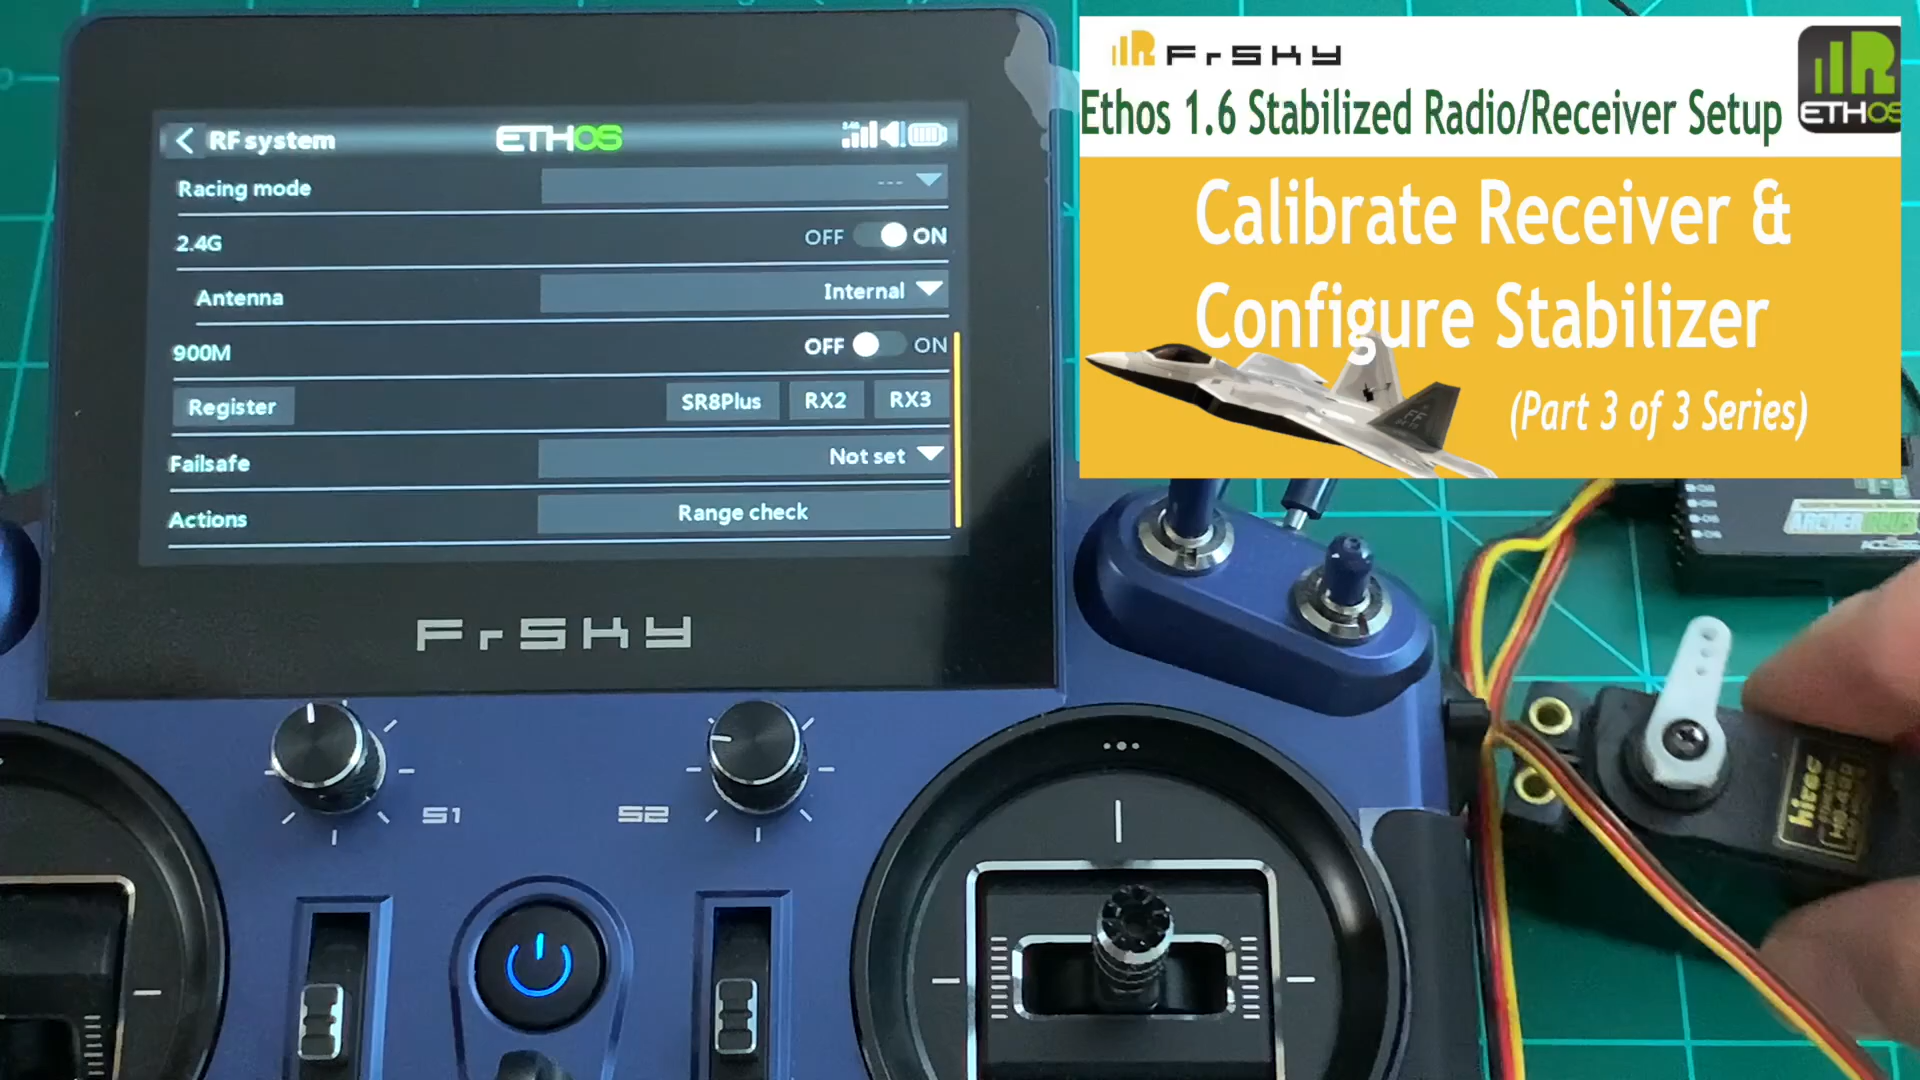 RF system
ETHOS
Racing mode
---
2.4G
OFF
ON
Antenna
Internal
900M
OFF
ON
Register
SR8Plus
RX2
RX3
Failsafe
Not set
Actions
Range check
FrSKY
S1
S2
FrSKY
Ethos 1.6 Stabilized Radio/Receiver Setup
ETHOS
Calibrate Receiver &
Configure Stabilizer
(Part 3 of 3 Series)
ARCHER PLUS
hitec